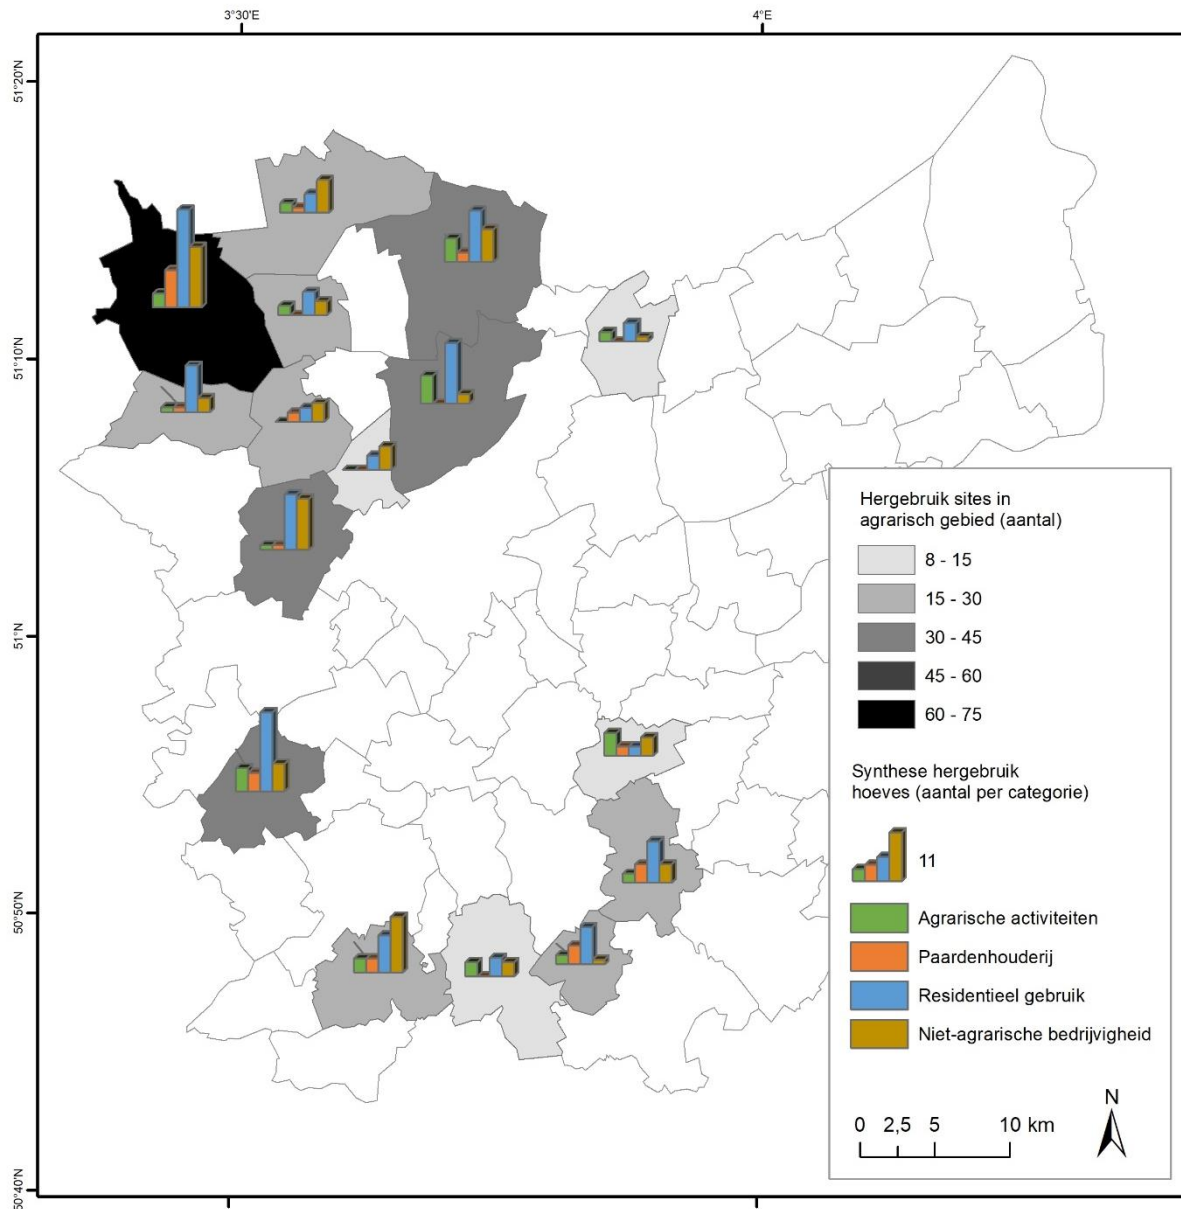 3°30'E
4°E
51°20'N
51°10'N
51°N
50°50'N
50°40'N
Hergebruik sites in
agrarisch gebied (aantal)
8 - 15
15 - 30
30 - 45
45 - 60
60 - 75
Synthese hergebruik
hoeves (aantal per categorie)
11
Agrarische activiteiten
Paardenhouderij
Residentieel gebruik
Niet-agrarische bedrijvigheid
N
0 2,5 5 10 km